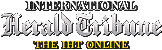 INTERNATIONAL
Herald Tribune
THE IHT ONLINE